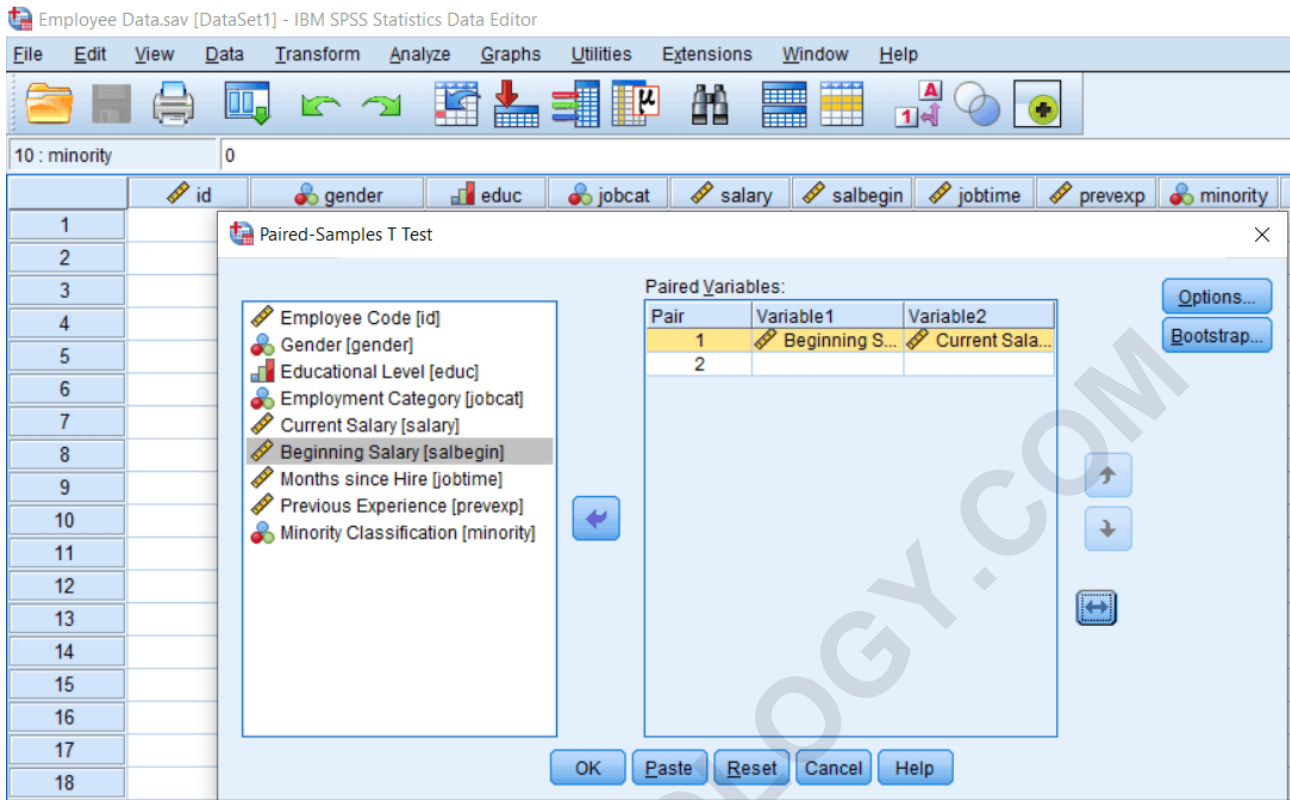 Employee Data.sav [DataSet1] - IBM SPSS Statistics Data Editor
File Edit View Data Transform Analyze Graphs Utilities Extensions Window Help
10 : minority 0
id gender educ jobcat salary salbegin jobtime prevexp minority
1
2
3
4
5
6
7
8
9
10
11
12
13
14
15
16
17
18
Paired-Samples T Test
Employee Code [id]
Gender [gender]
Educational Level [educ]
Employment Category [jobcat]
Current Salary [salary]
Beginning Salary [salbegin]
Months since Hire [jobtime]
Previous Experience [prevexp]
Minority Classification [minority]
Paired Variables:
Pair Variable1 Variable2
1 Beginning S... Current Sala...
2
Options...
Bootstrap...
OK Paste Reset Cancel Help
OLOGY.COM